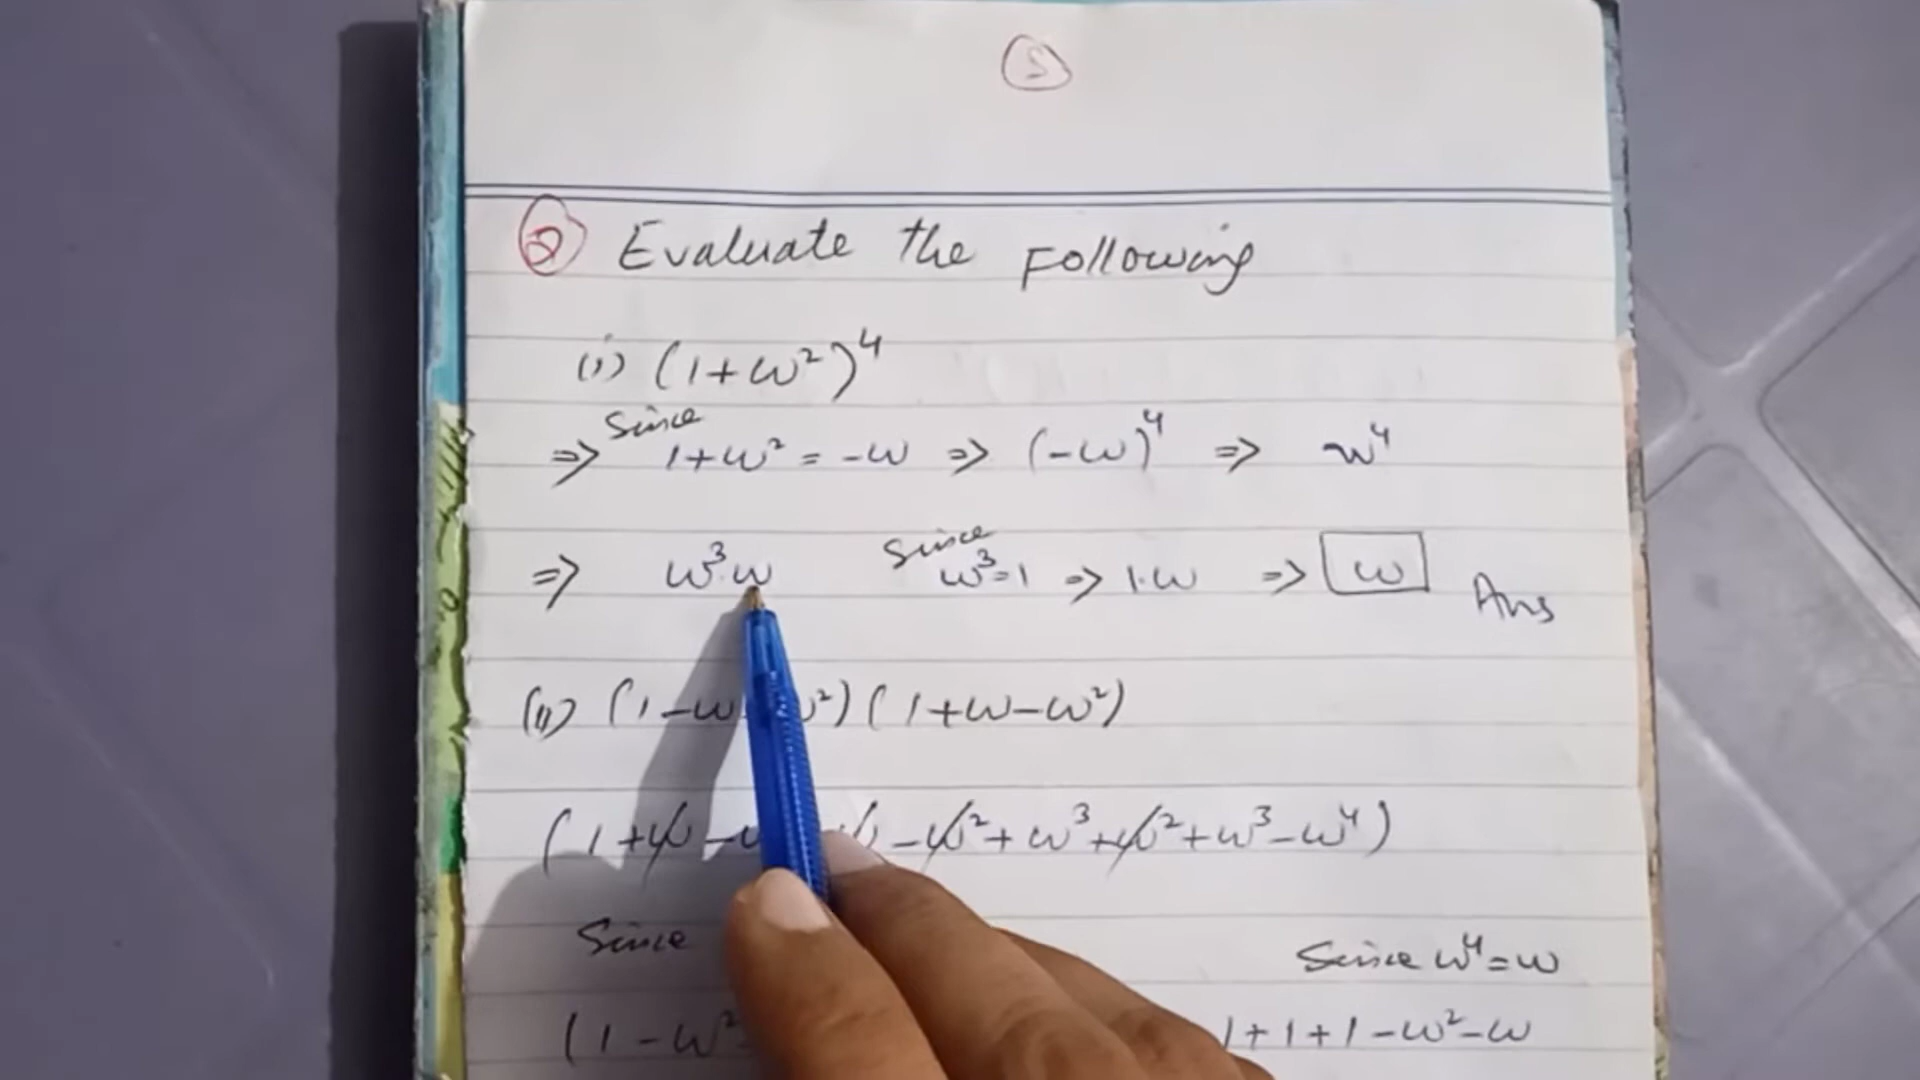 5
Q Evaluate the Following
(i) (1+ω²)⁴
⇒ Since 1+ω² = -ω ⇒ (-ω)⁴ ⇒ ω⁴
⇒ ω³.ω Since ω³=1 ⇒ 1.ω ⇒ ω Ans
(ii) (1-ω ω²)(1+ω-ω²)
(1+ω-ω -ω²+ω³+ω²+ω³-ω⁴)
Since Since ω⁴=ω
(1-ω² 1+1+1-ω²-ω